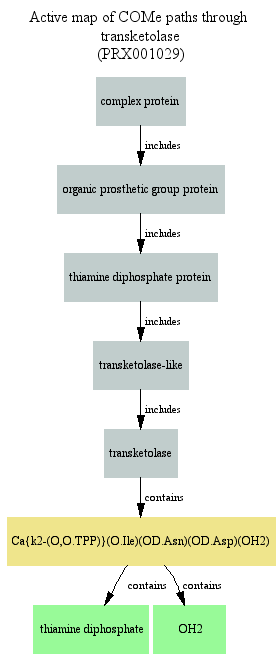 Active map of COMe paths through
transketolase
(PRX001029)
complex protein
includes
organic prosthetic group protein
includes
thiamine diphosphate protein
includes
transketolase-like
includes
transketolase
contains
Ca{k2-(O,O.TPP)}(O.Ile)(OD.Asn)(OD.Asp)(OH2)
contains contains
thiamine diphosphate OH2